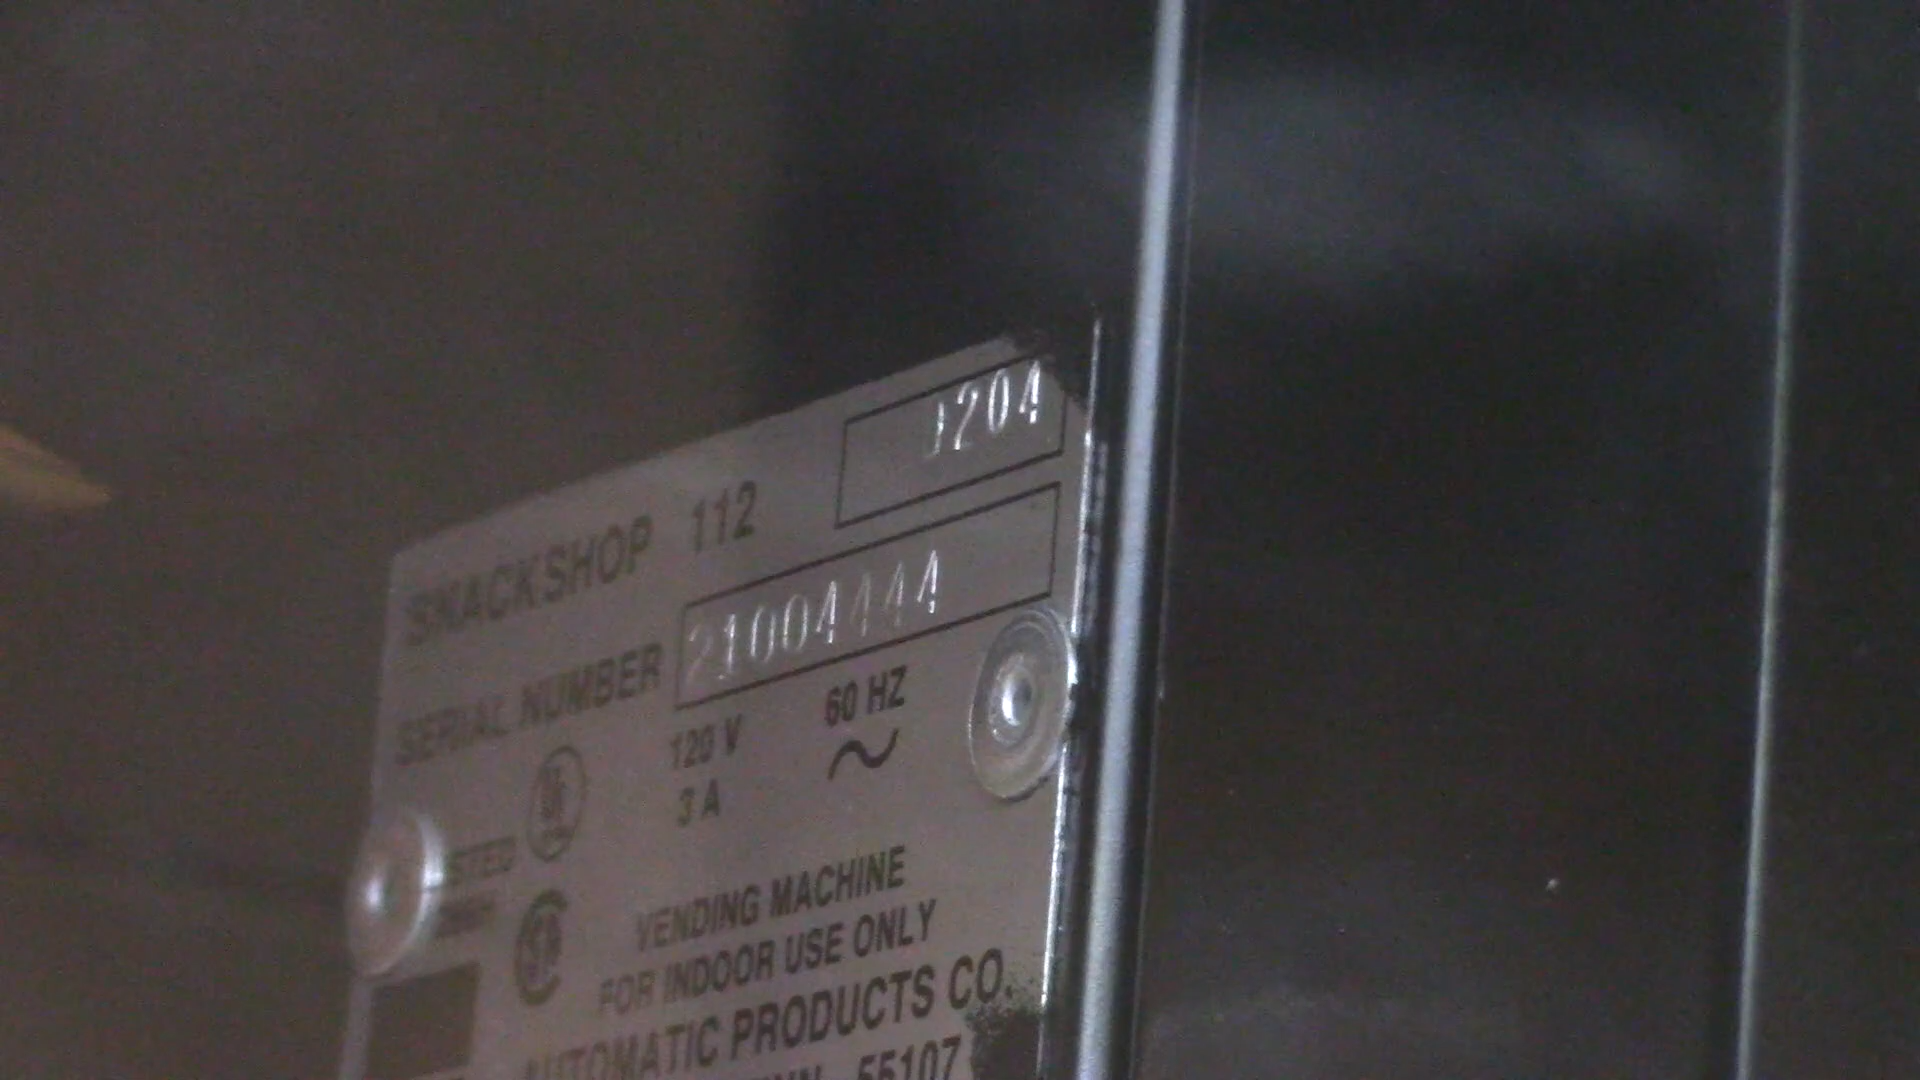 1204
SNACKSHOP 112
SERIAL NUMBER 21004444
120 V 60 HZ
3 A
VENDING MACHINE
FOR INDOOR USE ONLY
AUTOMATIC PRODUCTS CO.
55107